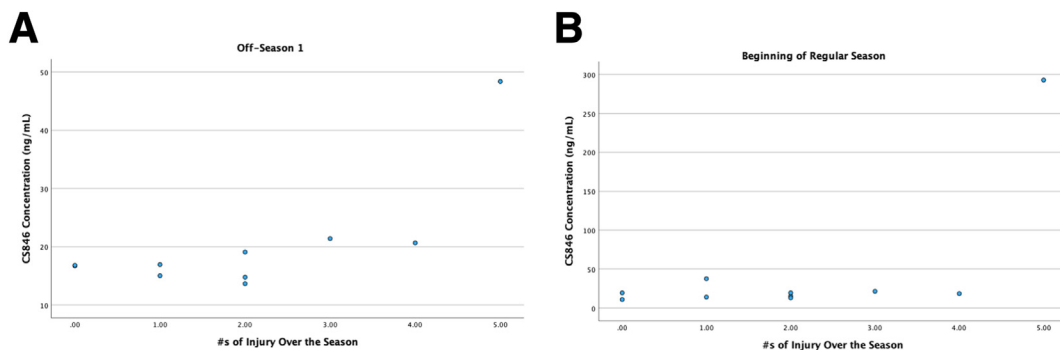 A
Off-Season 1
CS846 Concentration (ng/mL)
50
40
30
20
10
.00 1.00 2.00 3.00 4.00 5.00
#s of Injury Over the Season
B
Beginning of Regular Season
CS846 Concentration (ng/mL)
300
250
200
150
100
50
0
.00 1.00 2.00 3.00 4.00 5.00
#s of Injury Over the Season